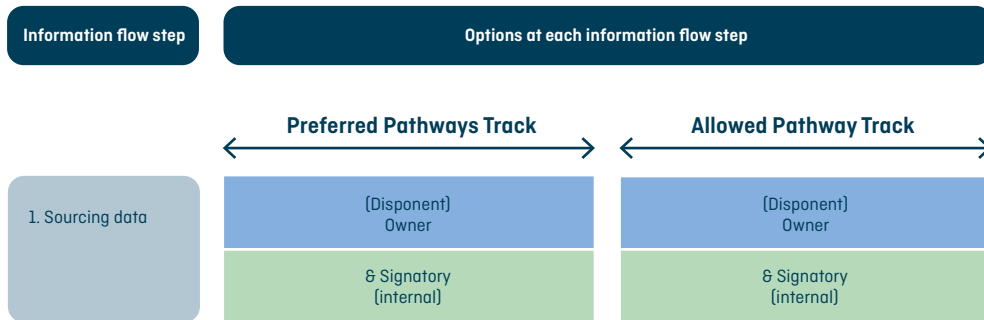 Information flow step
Options at each information flow step
Preferred Pathways Track
Allowed Pathway Track
1. Sourcing data
(Disponent)
Owner
(Disponent)
Owner
& Signatory
(internal)
& Signatory
(internal)